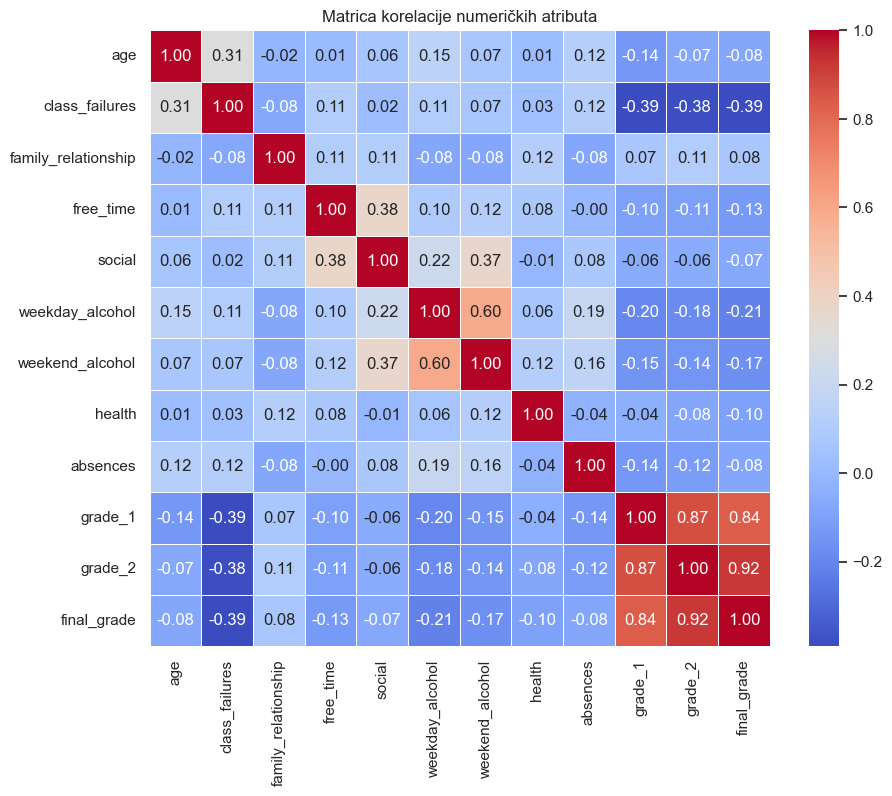 Matrica korelacije numeričkih atributa
age 1.00 0.31 -0.02 0.01 0.06 0.15 0.07 0.01 0.12 -0.14 -0.07 -0.08
class_failures 0.31 1.00 -0.08 0.11 0.02 0.11 0.07 0.03 0.12 -0.39 -0.38 -0.39
family_relationship -0.02 -0.08 1.00 0.11 0.11 -0.08 -0.08 0.12 -0.08 0.07 0.11 0.08
free_time 0.01 0.11 0.11 1.00 0.38 0.10 0.12 0.08 -0.00 -0.10 -0.11 -0.13
social 0.06 0.02 0.11 0.38 1.00 0.22 0.37 -0.01 0.08 -0.06 -0.06 -0.07
weekday_alcohol 0.15 0.11 -0.08 0.10 0.22 1.00 0.60 0.06 0.19 -0.20 -0.18 -0.21
weekend_alcohol 0.07 0.07 -0.08 0.12 0.37 0.60 1.00 0.12 0.16 -0.15 -0.14 -0.17
health 0.01 0.03 0.12 0.08 -0.01 0.06 0.12 1.00 -0.04 -0.04 -0.08 -0.10
absences 0.12 0.12 -0.08 -0.00 0.08 0.19 0.16 -0.04 1.00 -0.14 -0.12 -0.08
grade_1 -0.14 -0.39 0.07 -0.10 -0.06 -0.20 -0.15 -0.04 -0.14 1.00 0.87 0.84
grade_2 -0.07 -0.38 0.11 -0.11 -0.06 -0.18 -0.14 -0.08 -0.12 0.87 1.00 0.92
final_grade -0.08 -0.39 0.08 -0.13 -0.07 -0.21 -0.17 -0.10 -0.08 0.84 0.92 1.00
age
class_failures
family_relationship
free_time
social
weekday_alcohol
weekend_alcohol
health
absences
grade_1
grade_2
final_grade
1.0
0.8
0.6
0.4
0.2
0.0
−0.2